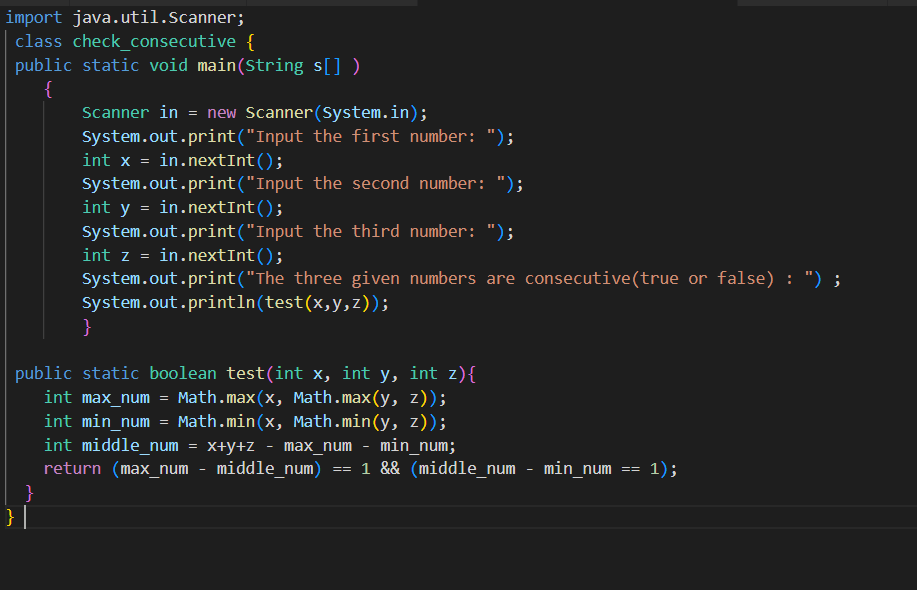 import java.util.Scanner;
class check_consecutive {
public static void main(String s[] )
{
Scanner in = new Scanner(System.in);
System.out.print("Input the first number: ");
int x = in.nextInt();
System.out.print("Input the second number: ");
int y = in.nextInt();
System.out.print("Input the third number: ");
int z = in.nextInt();
System.out.print("The three given numbers are consecutive(true or false) : ") ;
System.out.println(test(x,y,z));
}
public static boolean test(int x, int y, int z){
int max_num = Math.max(x, Math.max(y, z));
int min_num = Math.min(x, Math.min(y, z));
int middle_num = x+y+z - max_num - min_num;
return (max_num - middle_num) == 1 && (middle_num - min_num == 1);
}
}